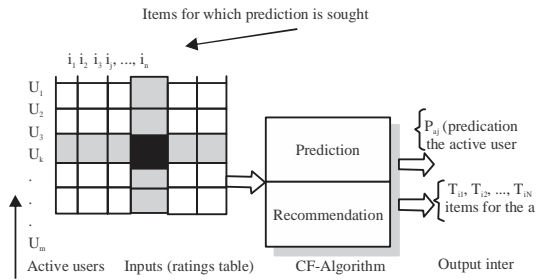 Items for which prediction is sought
i1 i2 i3 ij, ..., in
U1
U2
U3
Uk
.
.
.
Um
Prediction
Recommendation
Paj (predication
the active user
Ti1, Ti2, ..., TiN
items for the a
Active users
Inputs (ratings table)
CF-Algorithm
Output inter